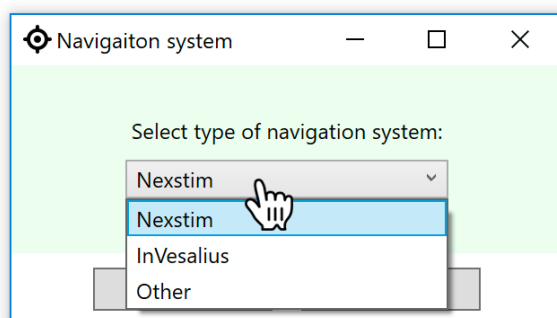 Navigaiton system
Select type of navigation system:
Nexstim
Nexstim
InVesalius
Other